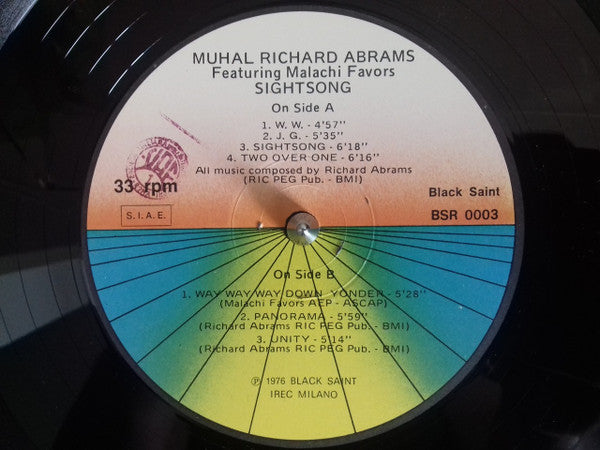 MUHAL RICHARD ABRAMS
Featuring Malachi Favors
SIGHTSONG
On Side A
1. W. W. - 4'57"
2. J. G. - 5'35"
3. SIGHTSONG - 6'18"
4. TWO OVER ONE - 6'16"
All music composed by Richard Abrams
(RIC PEG Pub. - BMI)
33 rpm
Black Saint
S.I.A.E.
BSR 0003
On Side B
1. WAY WAY WAY DOWN YONDER - 5'28"
(Malachi Favors AEP - ASCAP)
2. PANORAMA - 5'59"
(Richard Abrams RIC PEG Pub. - BMI)
3. UNITY - 5'14"
(Richard Abrams RIC PEG Pub. - BMI)
℗ 1976 BLACK SAINT
IREC MILANO